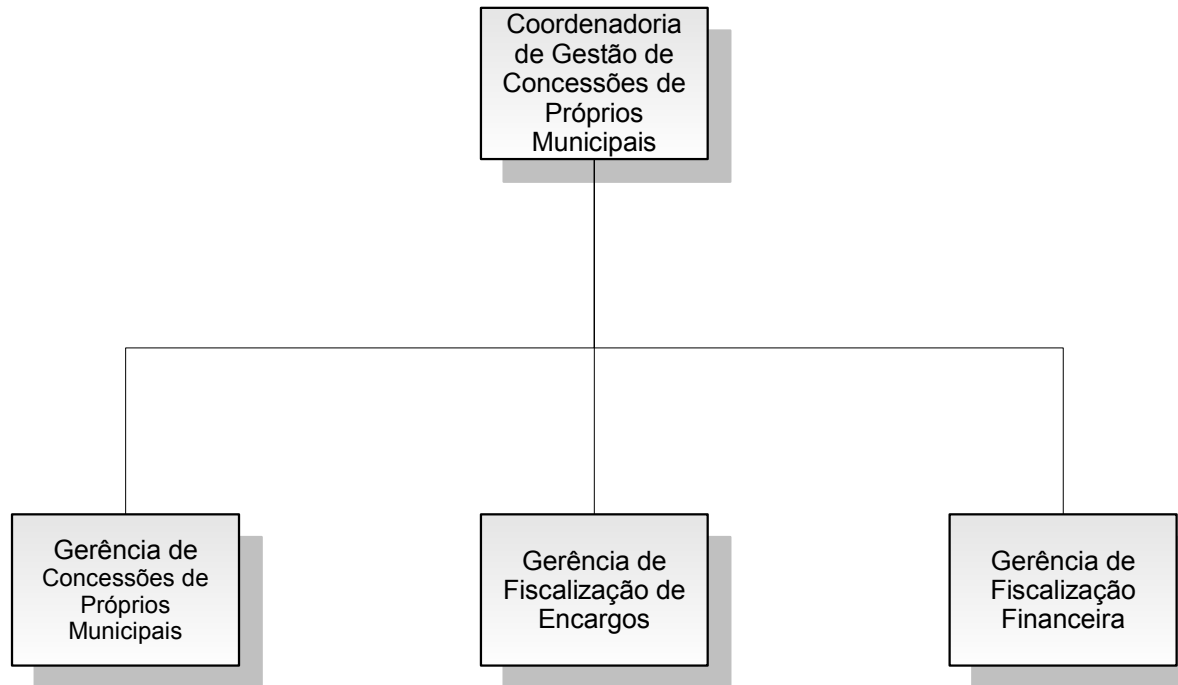 Coordenadoria
de Gestão de
Concessões de
Próprios
Municipais
Gerência de
Concessões de
Próprios
Municipais
Gerência de
Fiscalização de
Encargos
Gerência de
Fiscalização
Financeira